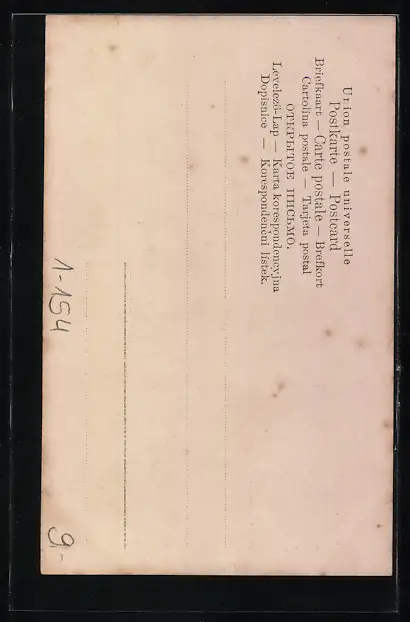 Union postale universelle
Postkarte — Postcard
Briefkaart — Carte postale — Brefkort
Cartolina postale — Tarjeta postal
ОТКРЫТОЕ ПИСЬМО.
Levelező-Lap — Karta korespondencyjna
Dopisnice — Korespondenční lístek.
1-154
9,-